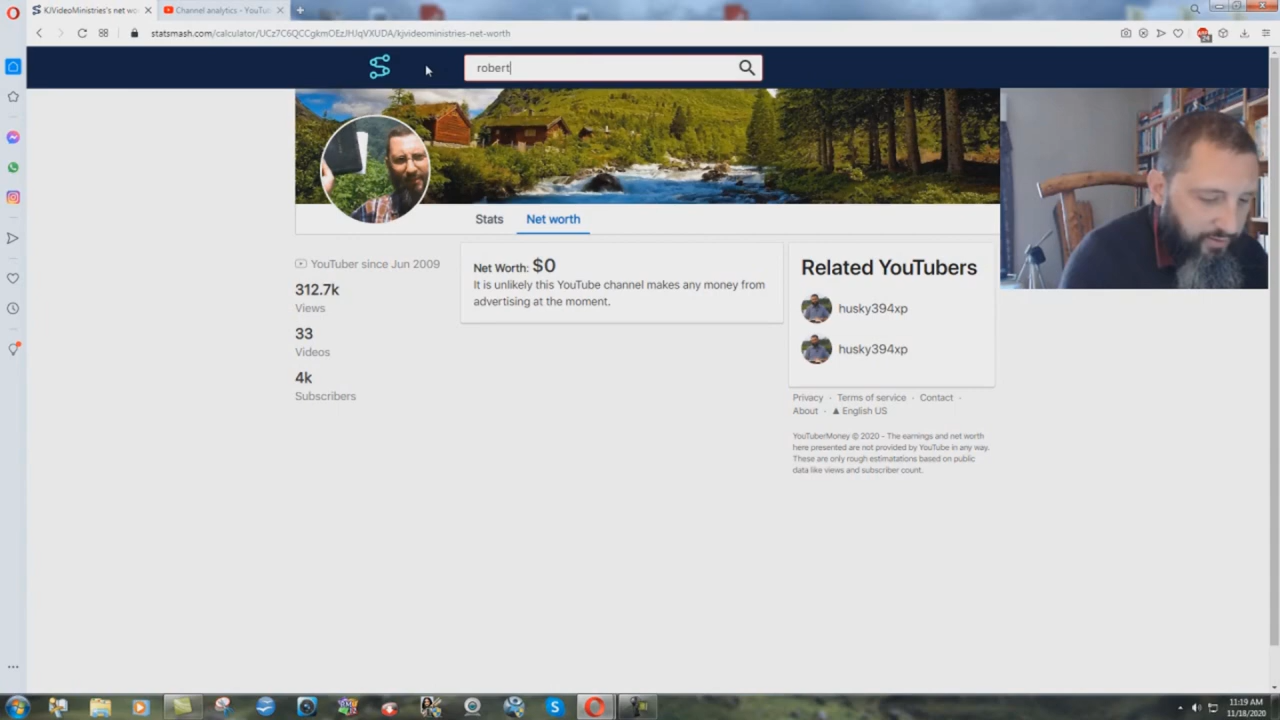 KJVideoMinistries's net wo
Channel analytics - YouTu
statsmash.com/calculator/UCz7C6QCCgkmOEzJHJqVXUDA/kjvideoministries-net-worth
robert
Stats
Net worth
YouTuber since Jun 2009
312.7k
Views
33
Videos
4k
Subscribers
Net Worth: $0
It is unlikely this YouTube channel makes any money from
advertising at the moment.
Related YouTubers
husky394xp
husky394xp
Privacy · Terms of service · Contact ·
About · ▲ English US
YouTuberMoney © 2020 - The earnings and net worth
here presented are not provided by YouTube in any way.
These are only rough estimatations based on public
data like views and subscriber count.
11:19 AM
11/18/2020